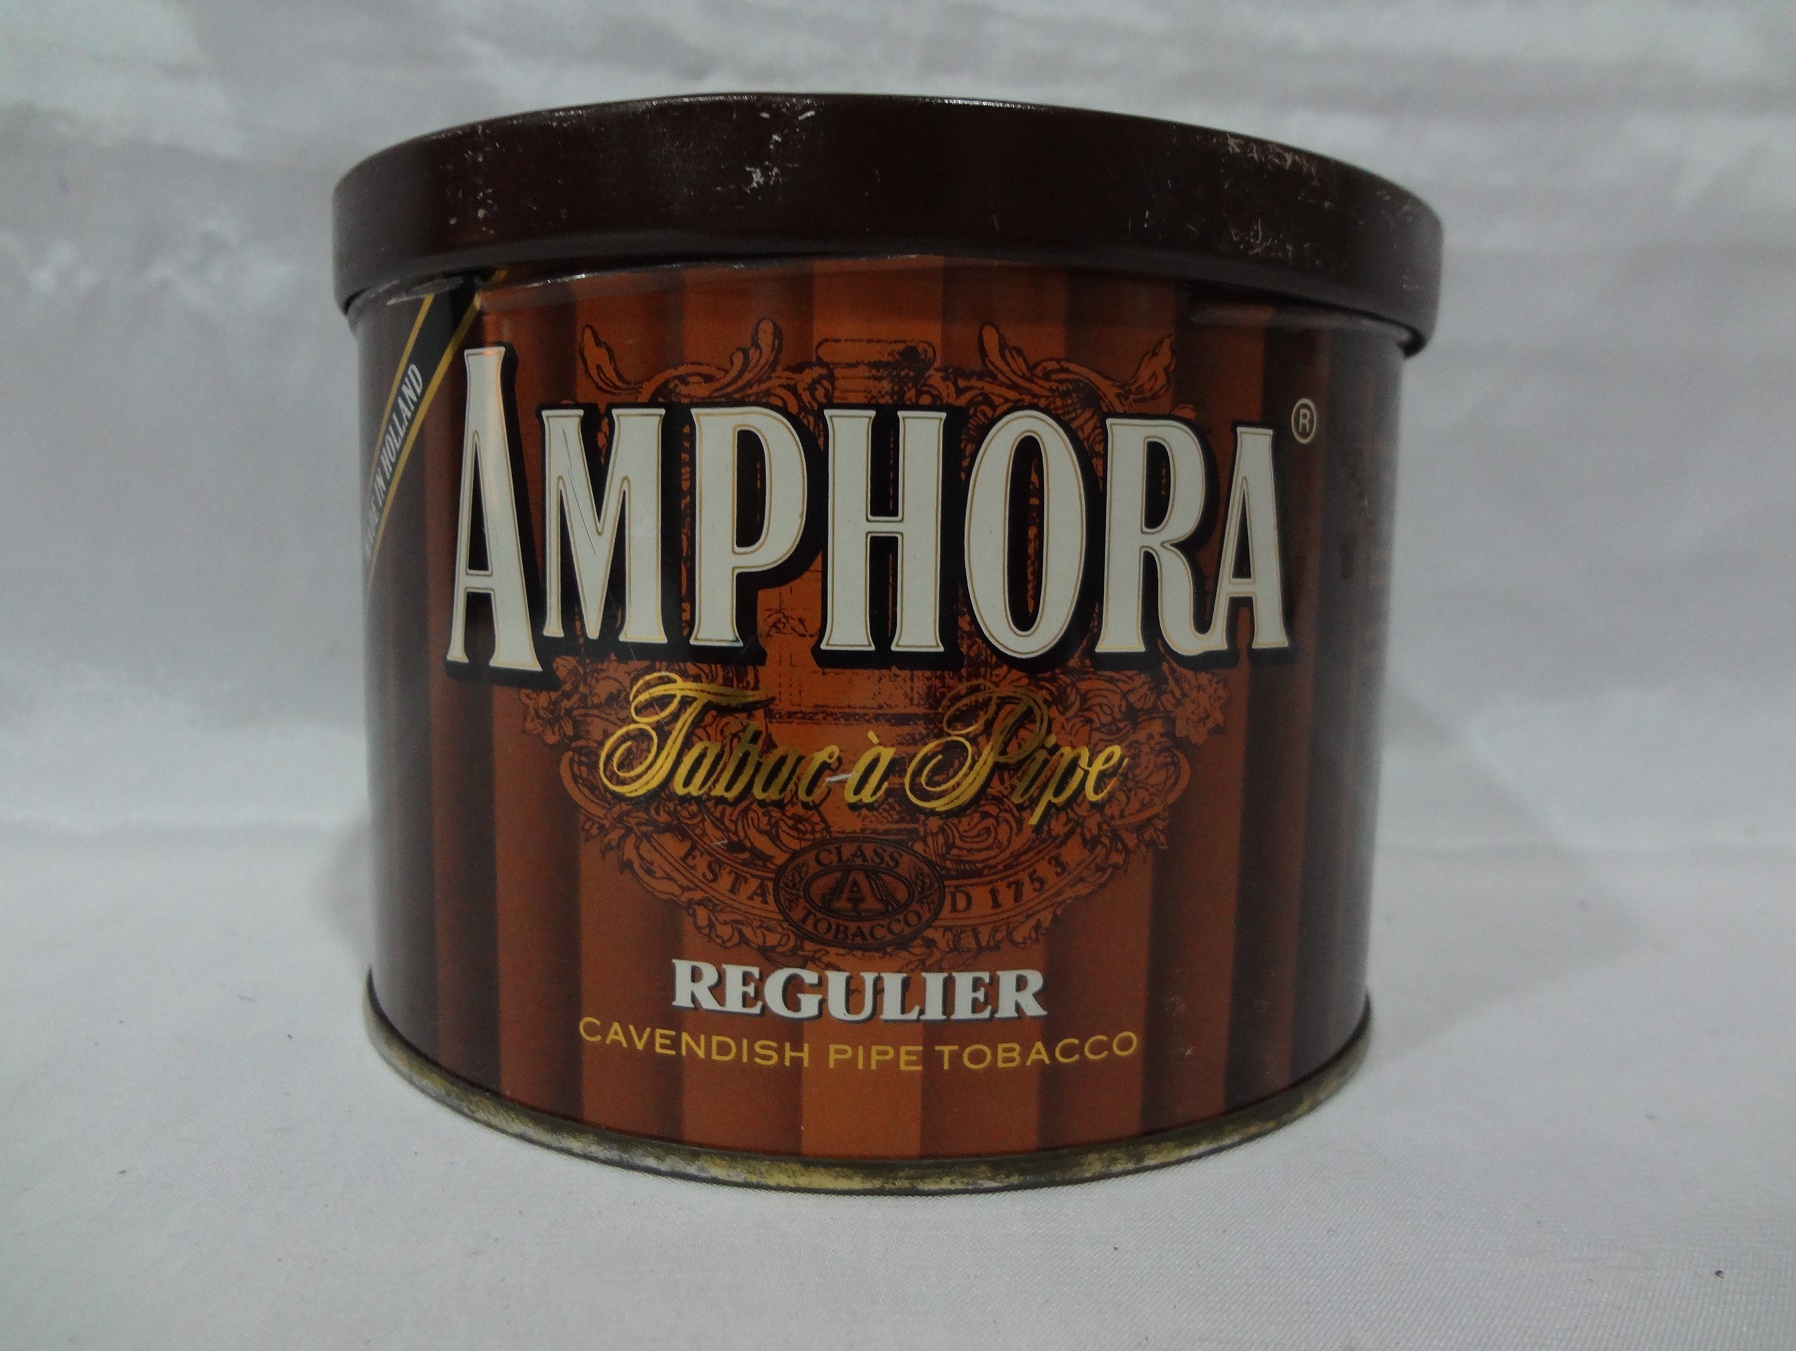 MADE IN HOLLAND
AMPHORA ®
Tabac à Pipe
ESTA D 1753
CLASS
A
TOBACCO
REGULIER
CAVENDISH PIPE TOBACCO